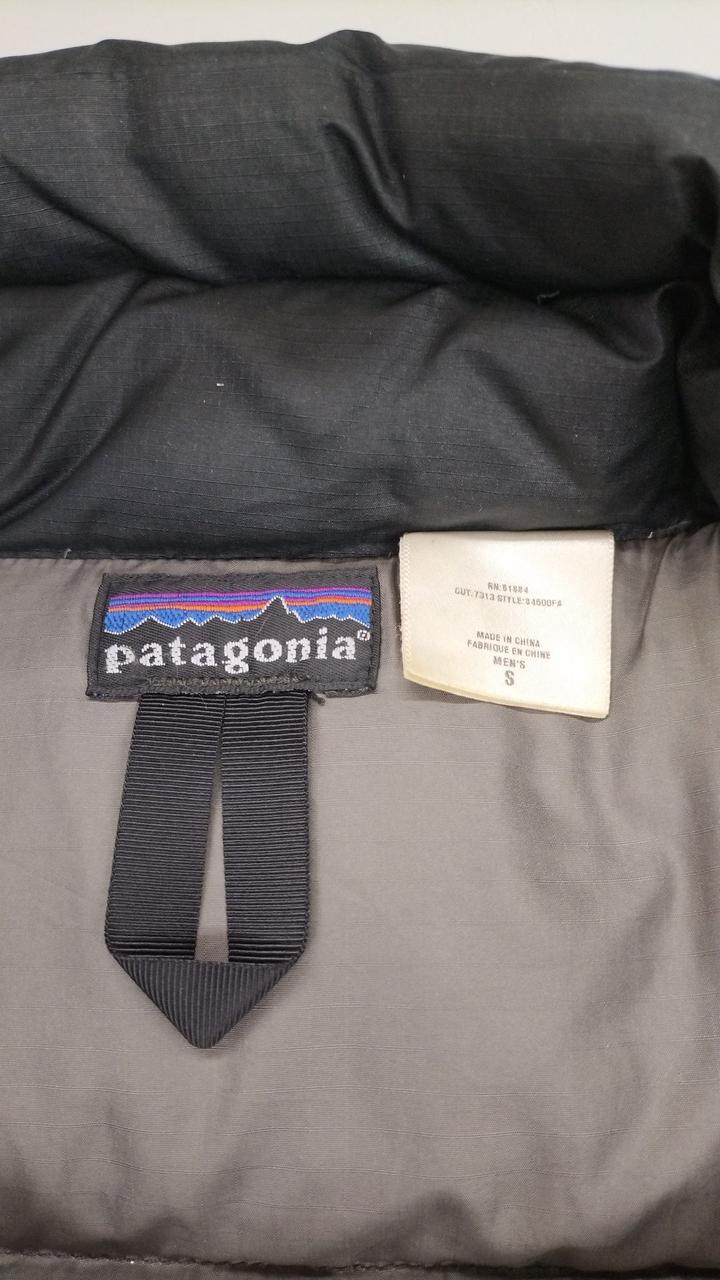 patagonia®
RN:51884
CUT:7313 STYLE:84600FA
MADE IN CHINA
FABRIQUE EN CHINE
MEN'S
S